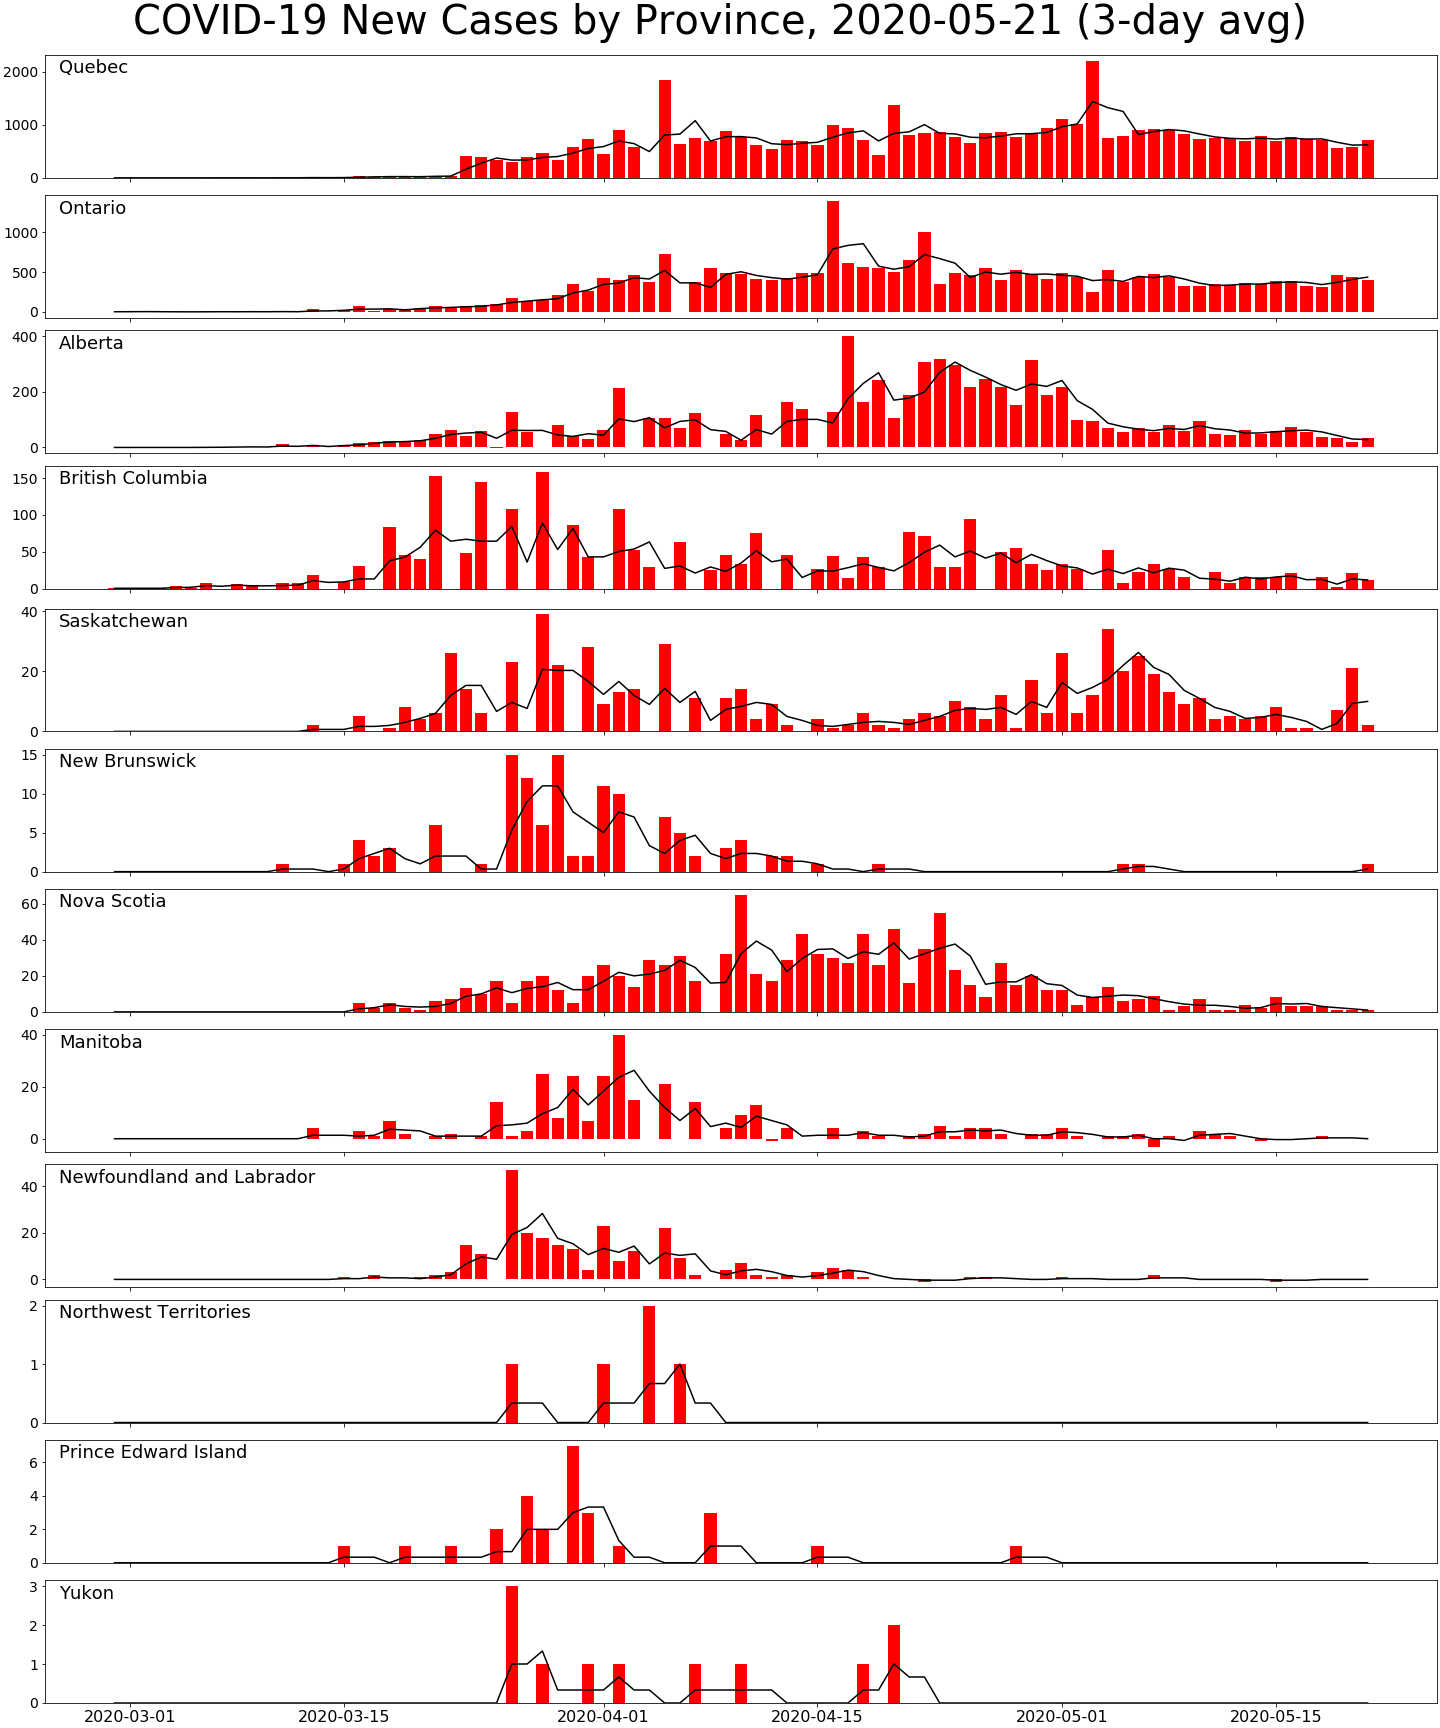 COVID-19 New Cases by Province, 2020-05-21 (3-day avg)
Quebec
2000
1000
0
Ontario
1000
500
0
Alberta
400
200
0
British Columbia
150
100
50
0
Saskatchewan
40
20
0
New Brunswick
15
10
5
0
Nova Scotia
60
40
20
0
Manitoba
40
20
0
Newfoundland and Labrador
40
20
0
Northwest Territories
2
1
0
Prince Edward Island
6
4
2
0
Yukon
3
2
1
0
2020-03-01 2020-03-15 2020-04-01 2020-04-15 2020-05-01 2020-05-15